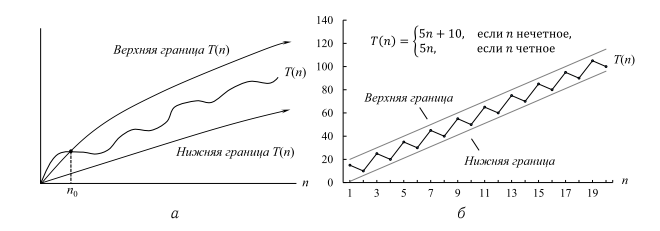 Верхняя граница T(n)
T(n)
Нижняя граница T(n)
n₀
n
а
140
120
100
80
60
40
20
0
T(n) = { 5n + 10, если n нечетное,
5n, если n четное
T(n)
Верхняя граница
Нижняя граница
n
1 3 5 7 9 11 13 15 17 19
б